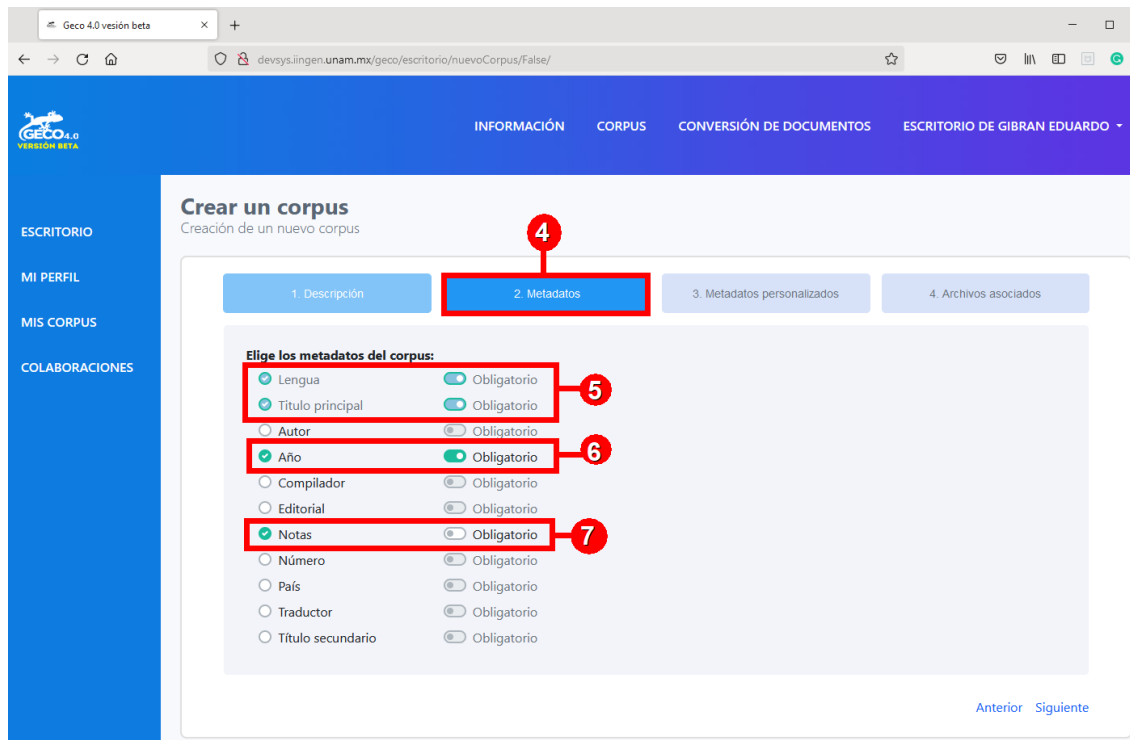 Geco 4.0 vesión beta
devsys.iingen.unam.mx/geco/escritorio/nuevoCorpus/False/
GECO4.0
VERSIÓN BETA
INFORMACIÓN CORPUS CONVERSIÓN DE DOCUMENTOS ESCRITORIO DE GIBRAN EDUARDO
ESCRITORIO
MI PERFIL
MIS CORPUS
COLABORACIONES
Crear un corpus
Creación de un nuevo corpus
4
1. Descripción 2. Metadatos 3. Metadatos personalizados 4. Archivos asociados
Elige los metadatos del corpus:
Lengua Obligatorio
5
Título principal Obligatorio
Autor Obligatorio
Año Obligatorio 6
Compilador Obligatorio
Editorial Obligatorio
Notas Obligatorio 7
Número Obligatorio
País Obligatorio
Traductor Obligatorio
Título secundario Obligatorio
Anterior Siguiente